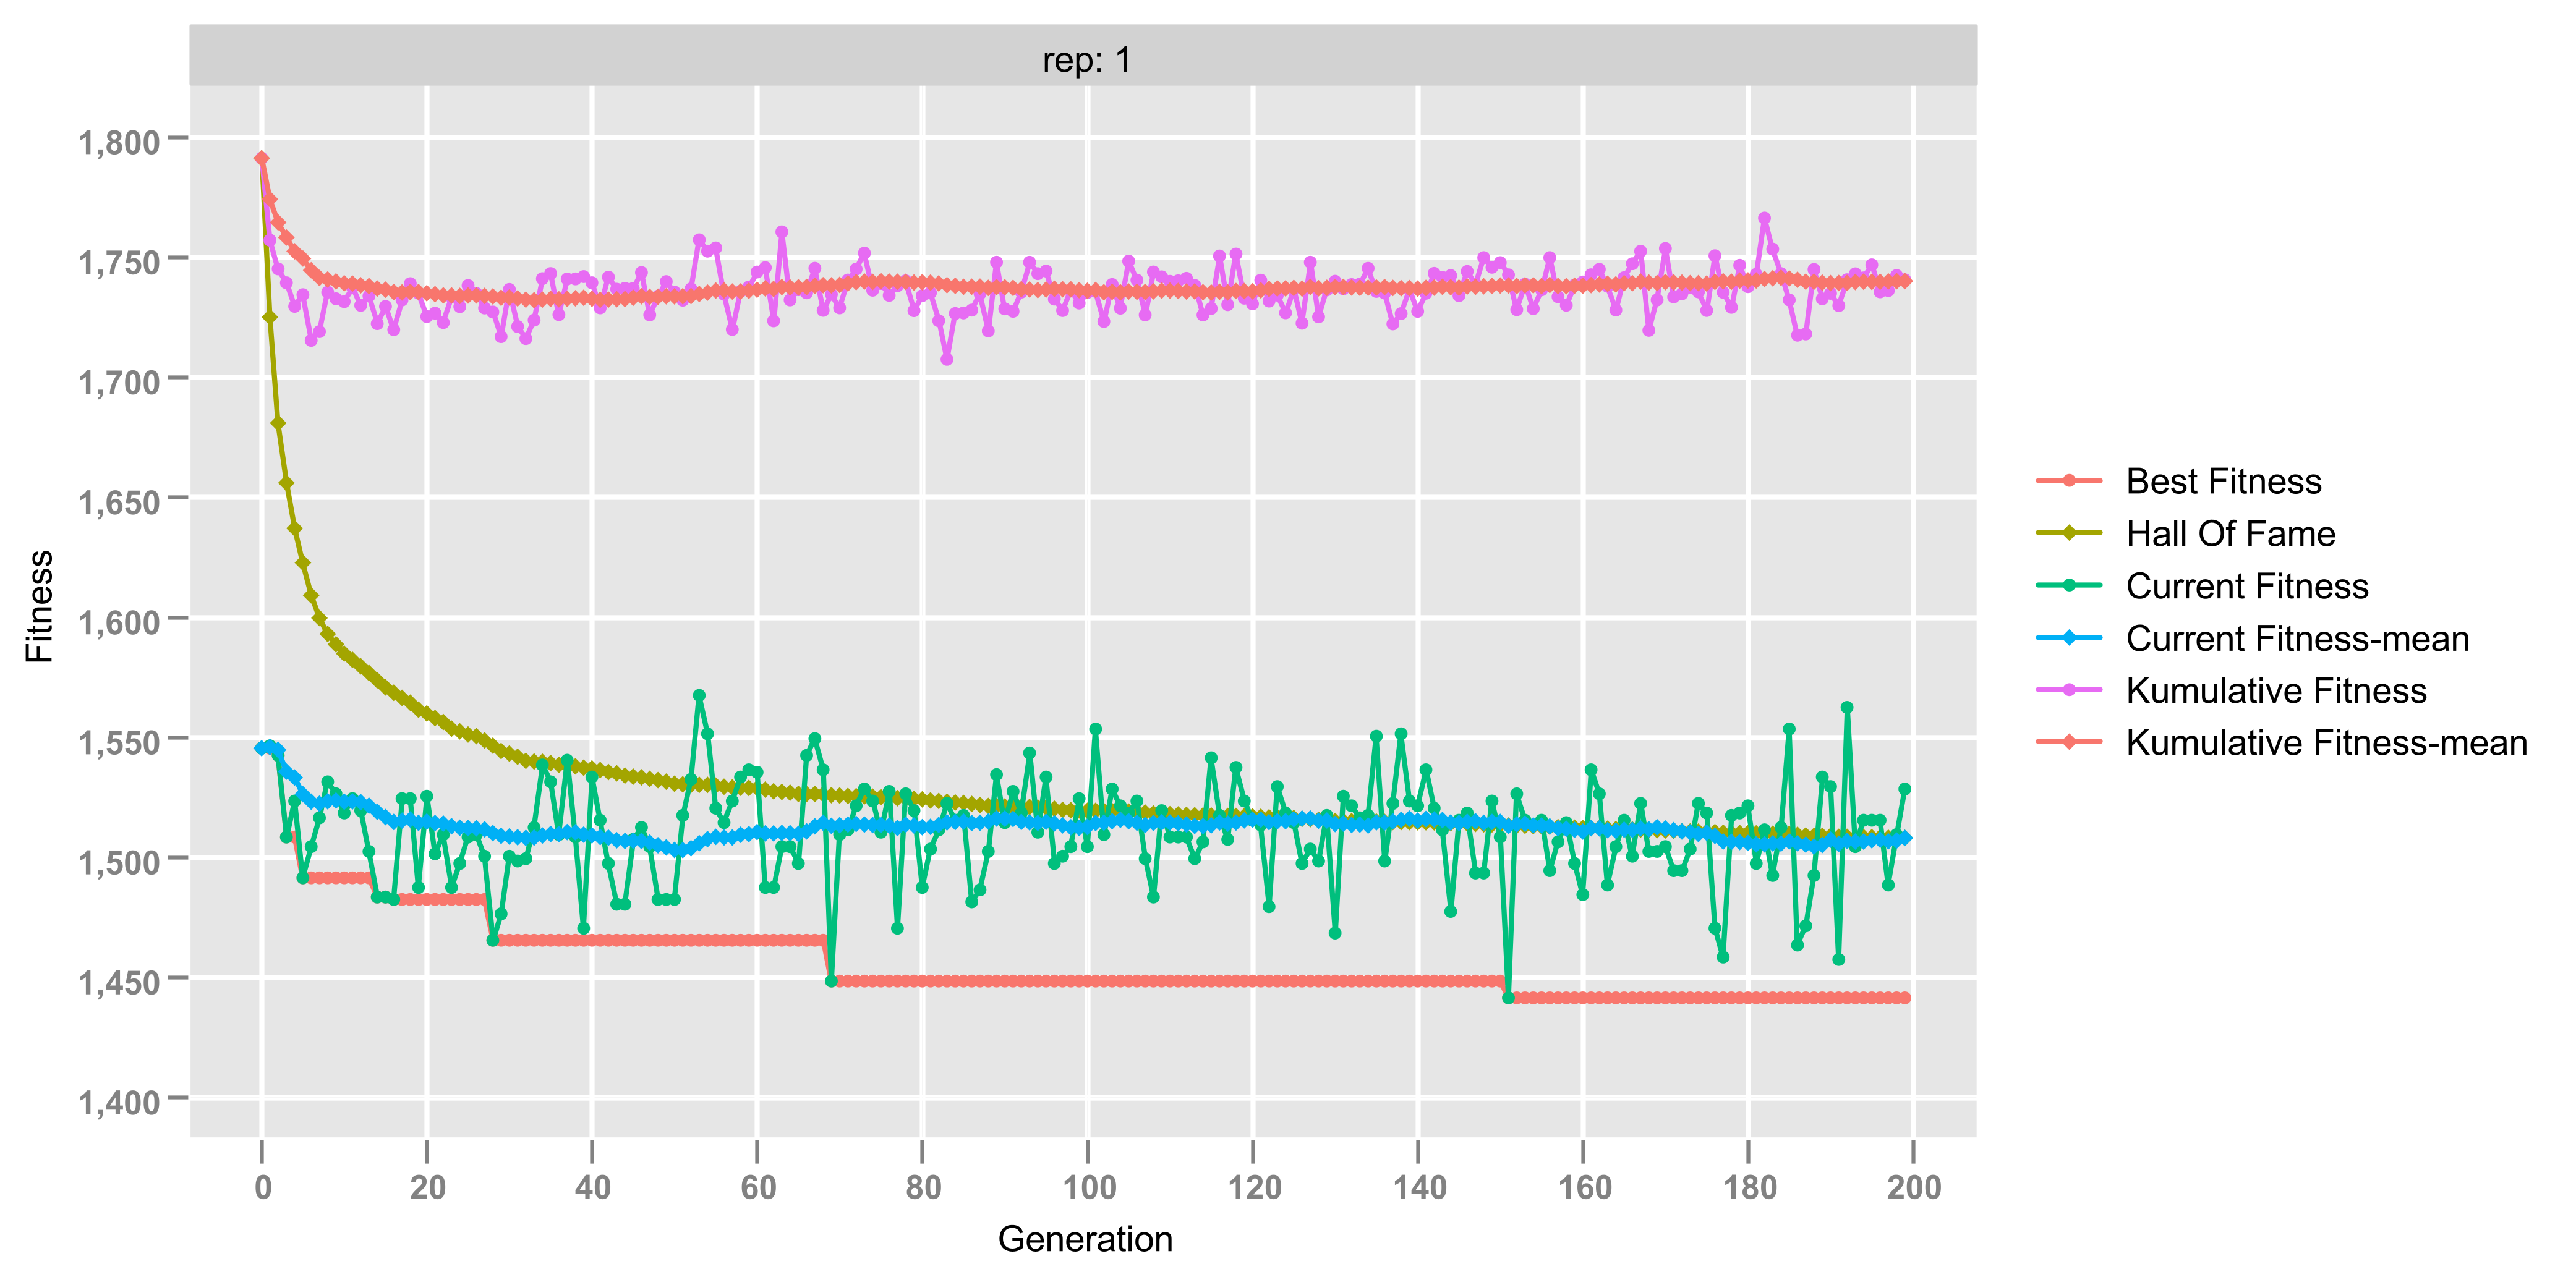 rep: 1
1,800
1,750
1,700
1,650
1,600
1,550
1,500
1,450
1,400
Fitness
0 20 40 60 80 100 120 140 160 180 200
Generation
Best Fitness
Hall Of Fame
Current Fitness
Current Fitness-mean
Kumulative Fitness
Kumulative Fitness-mean